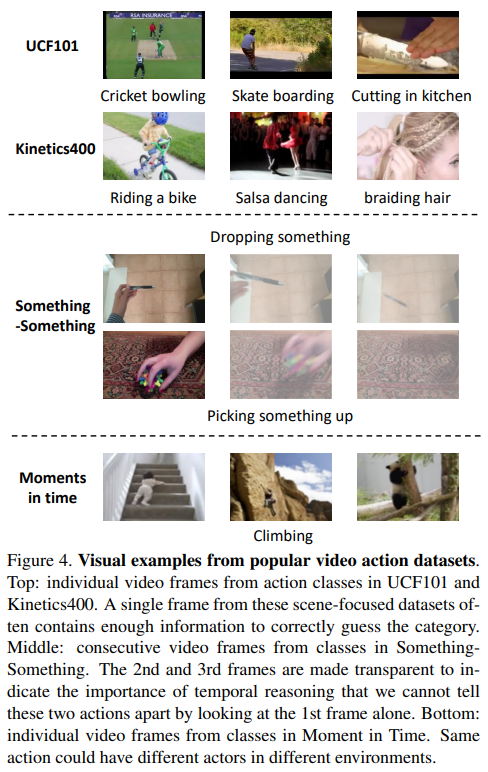 RSA INSURANCE
UCF101
Cricket bowling Skate boarding Cutting in kitchen
Kinetics400
Riding a bike Salsa dancing braiding hair
Dropping something
Something
-Something
Picking something up
Moments
in time
Climbing
Figure 4. Visual examples from popular video action datasets.
Top: individual video frames from action classes in UCF101 and
Kinetics400. A single frame from these scene-focused datasets of-
ten contains enough information to correctly guess the category.
Middle: consecutive video frames from classes in Something-
Something. The 2nd and 3rd frames are made transparent to in-
dicate the importance of temporal reasoning that we cannot tell
these two actions apart by looking at the 1st frame alone. Bottom:
individual video frames from classes in Moment in Time. Same
action could have different actors in different environments.